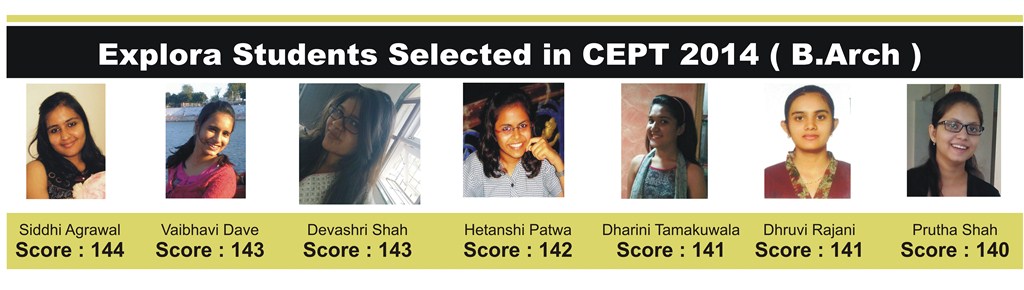 Explora Students Selected in CEPT 2014 ( B.Arch )
Siddhi Agrawal
Score : 144
Vaibhavi Dave
Score : 143
Devashri Shah
Score : 143
Hetanshi Patwa
Score : 142
Dharini Tamakuwala
Score : 141
Dhruvi Rajani
Score : 141
Prutha Shah
Score : 140